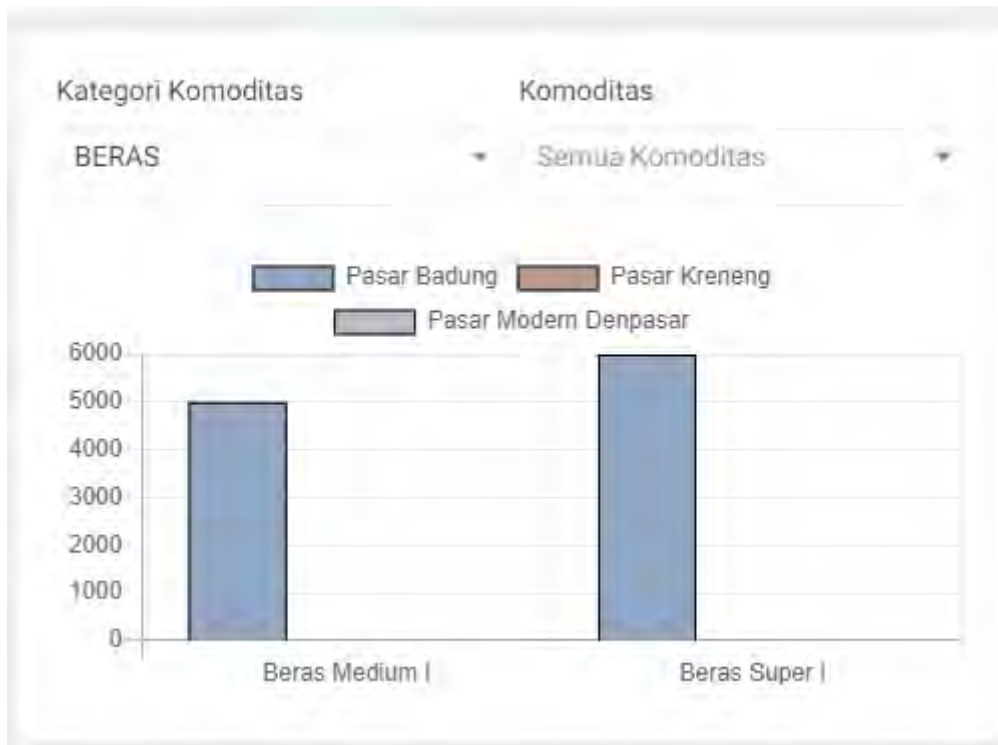 Kategori Komoditas Komoditas
BERAS Semua Komoditas
Pasar Badung Pasar Kreneng
Pasar Modern Denpasar
6000
5000
4000
3000
2000
1000
0
Beras Medium I Beras Super I